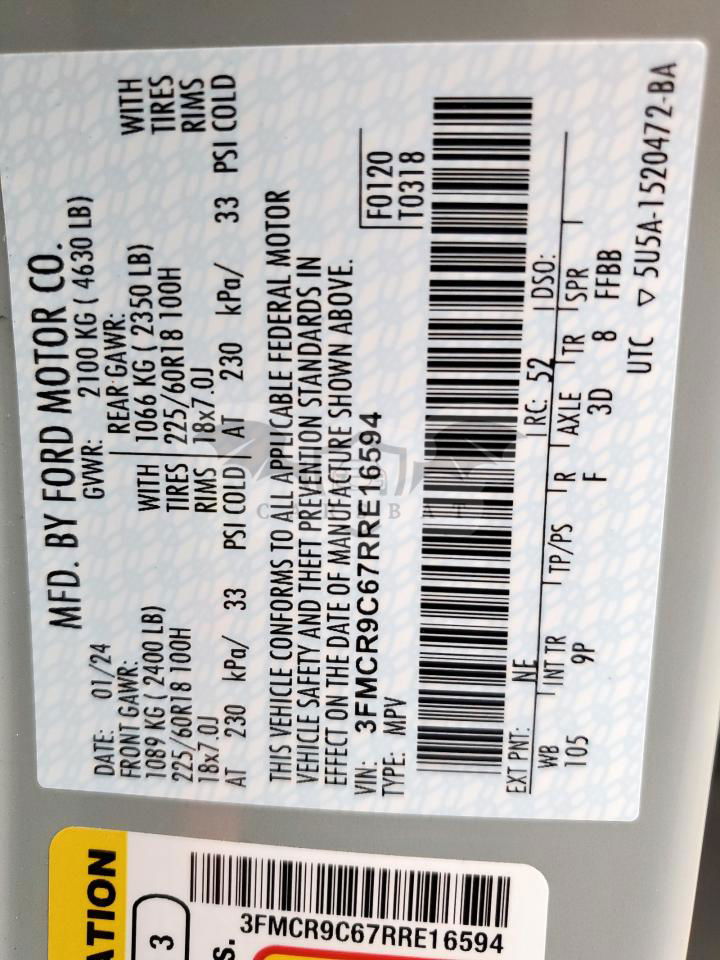 MFD. BY FORD MOTOR CO.
DATE: 01/24 GVWR: 2100 KG ( 4630 LB)
FRONT GAWR: REAR GAWR:
1089 KG ( 2400 LB) WITH 1066 KG ( 2350 LB) WITH
225/60R18 100H TIRES 225/60R18 100H TIRES
18x7.0J RIMS 18x7.0J RIMS
AT 230 kPa/ 33 PSI COLD AT 230 kPa/ 33 PSI COLD
THIS VEHICLE CONFORMS TO ALL APPLICABLE FEDERAL MOTOR
VEHICLE SAFETY AND THEFT PREVENTION STANDARDS IN
EFFECT ON THE DATE OF MANUFACTURE SHOWN ABOVE.
VIN: 3FMCR9C67RRE16594 F0120
TYPE: MPV T0318
EXT PNT: NE RC: 52 DSO:
WB INT TR TP/PS R AXLE TR SPR
105 9P F 3D 8 FFBB
UTC ▽ 5U5A-1520472-BA
CARSBAT
ATION
3
S.
3FMCR9C67RRE16594